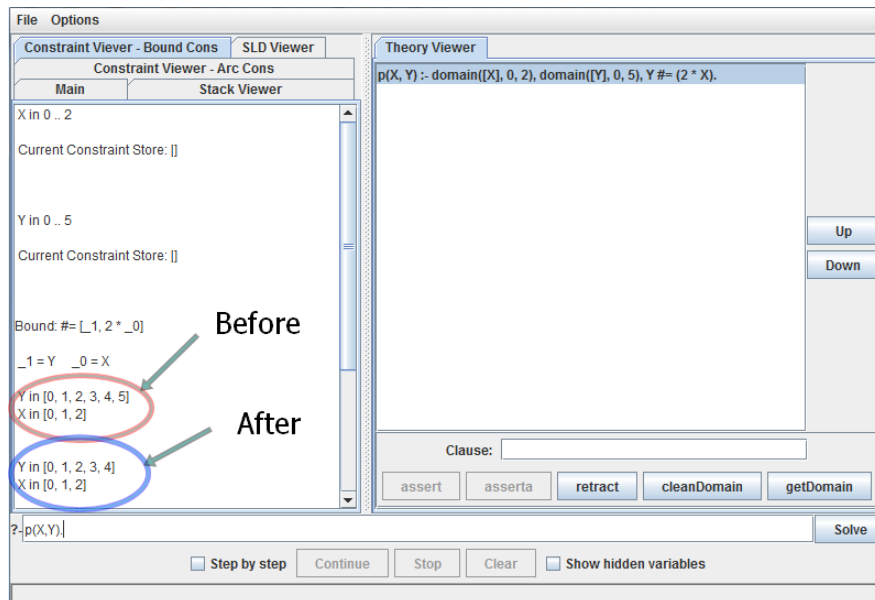 File Options
Constraint Viever - Bound Cons SLD Viewer
Constraint Viewer - Arc Cons
Main Stack Viewer
X in 0 .. 2
Current Constraint Store: []
Y in 0 .. 5
Current Constraint Store: []
Bound: #= [_1, 2 * _0]
_1 = Y _0 = X
Y in [0, 1, 2, 3, 4, 5]
X in [0, 1, 2]
Y in [0, 1, 2, 3, 4]
X in [0, 1, 2]
Before
After
Theory Viewer
p(X, Y) :- domain([X], 0, 2), domain([Y], 0, 5), Y #= (2 * X).
Up
Down
Clause:
assert asserta retract cleanDomain getDomain
?- p(X,Y). Solve
Step by step Continue Stop Clear Show hidden variables